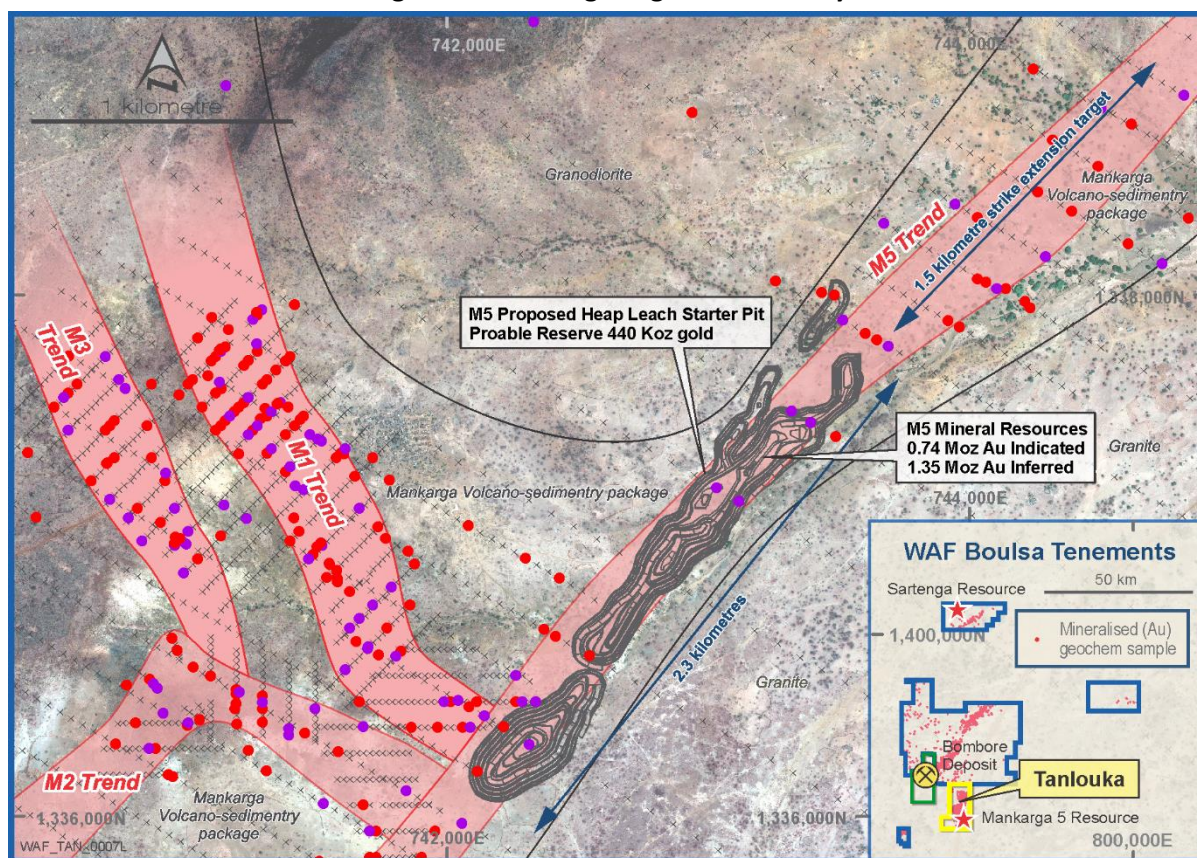 742,000E
744,000E
1 kilometre
Granodiorite
1.5 kilometre strike extension target
Mankarga
Volcano-sedimentry
package
M5 Trend
1,338,000N
M5 Proposed Heap Leach Starter Pit
Proable Reserve 440 Koz gold
M3
Trend
M1 Trend
M5 Mineral Resources
0.74 Moz Au Indicated
1.35 Moz Au Inferred
Granite
Mankarga Volcano-sedimentry package
744,000E
2.3 kilometres
Granite
M2 Trend
Mankarga
Volcano-sedimentry
package
1,336,000N
742,000E
1,336,000N
WAF_TAN_0007L
WAF Boulsa Tenements
50 km
Sartenga Resource
1,400,000N
Mineralised (Au)
geochem sample
Bombore
Deposit
Tanlouka
Mankarga 5 Resource
800,000E